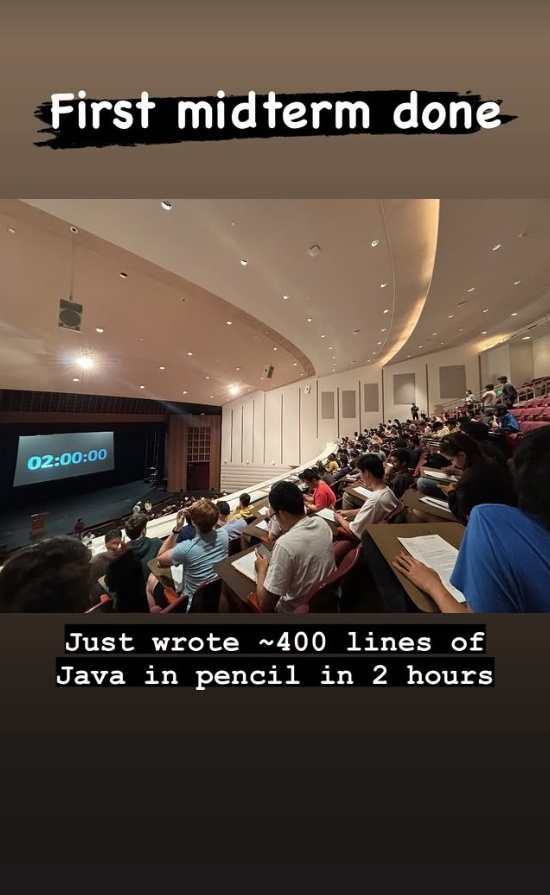 First midterm done
02:00:00
Just wrote ~400 lines of
Java in pencil in 2 hours